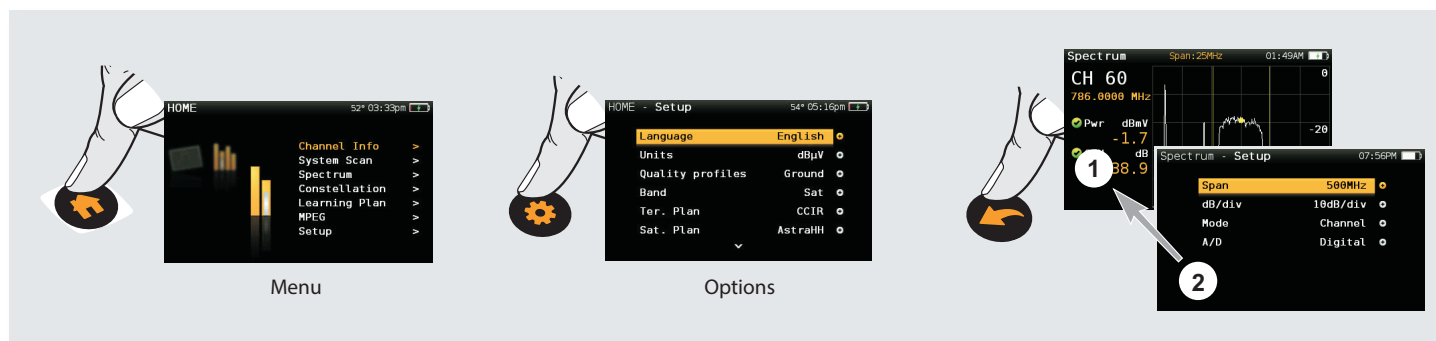 HOME 52° 03:33pm
Channel Info >
System Scan >
Spectrum >
Constellation >
Learning Plan >
MPEG >
Setup >
Menu
HOME - Setup 54° 05:16pm
Language English
Units dBµV
Quality profiles Ground
Band Sat
Ter. Plan CCIR
Sat. Plan AstraHH
Options
Spectrum Span:25MHz 01:49AM
CH 60
786.0000 MHz
0
Pwr dBmV
-1.7
-20
dB
38.9
1
Spectrum - Setup 07:56PM
Span 500MHz
dB/div 10dB/div
Mode Channel
A/D Digital
2